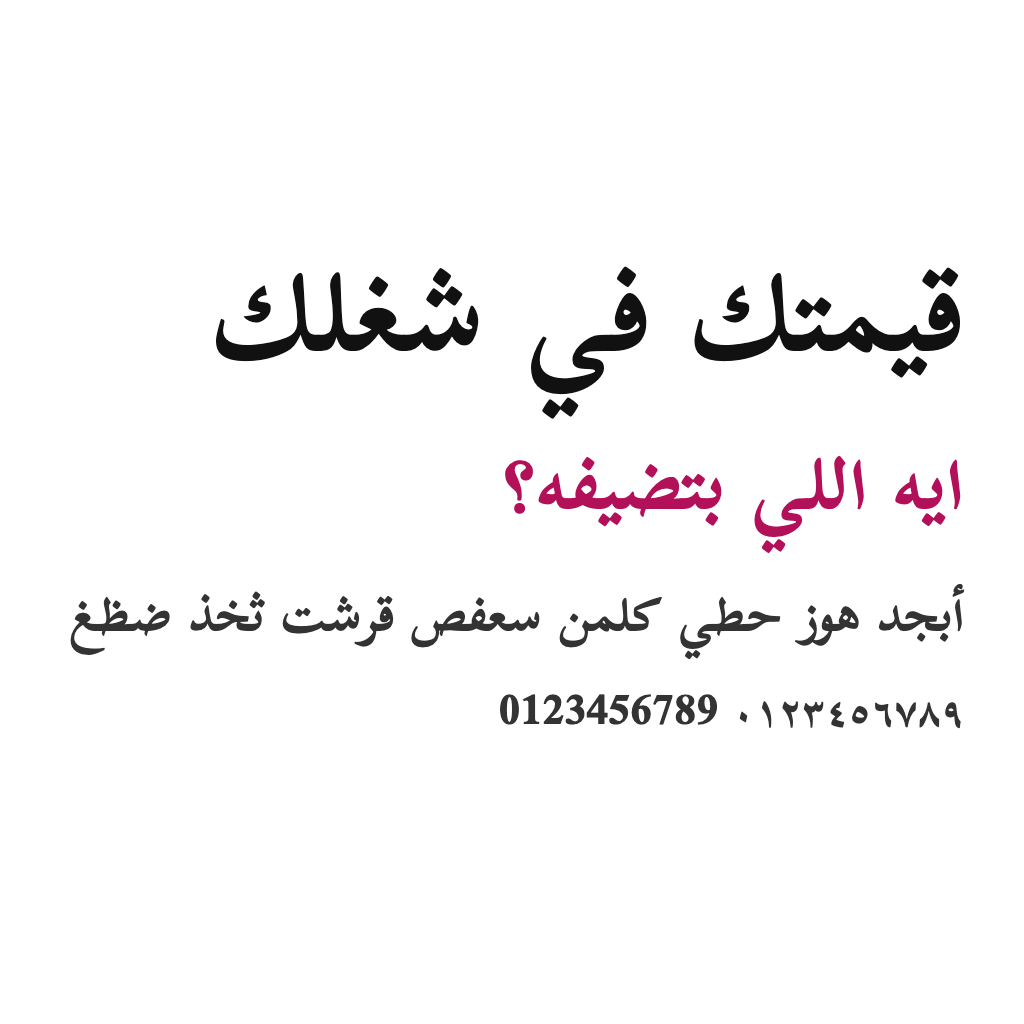 قيمتك في شغلك
ايه اللي بتضيفه؟
أبجد هوز حطي كلمن سعفص قرشت ثخذ ضظغ
٠١٢٣٤٥٦٧٨٩ 0123456789